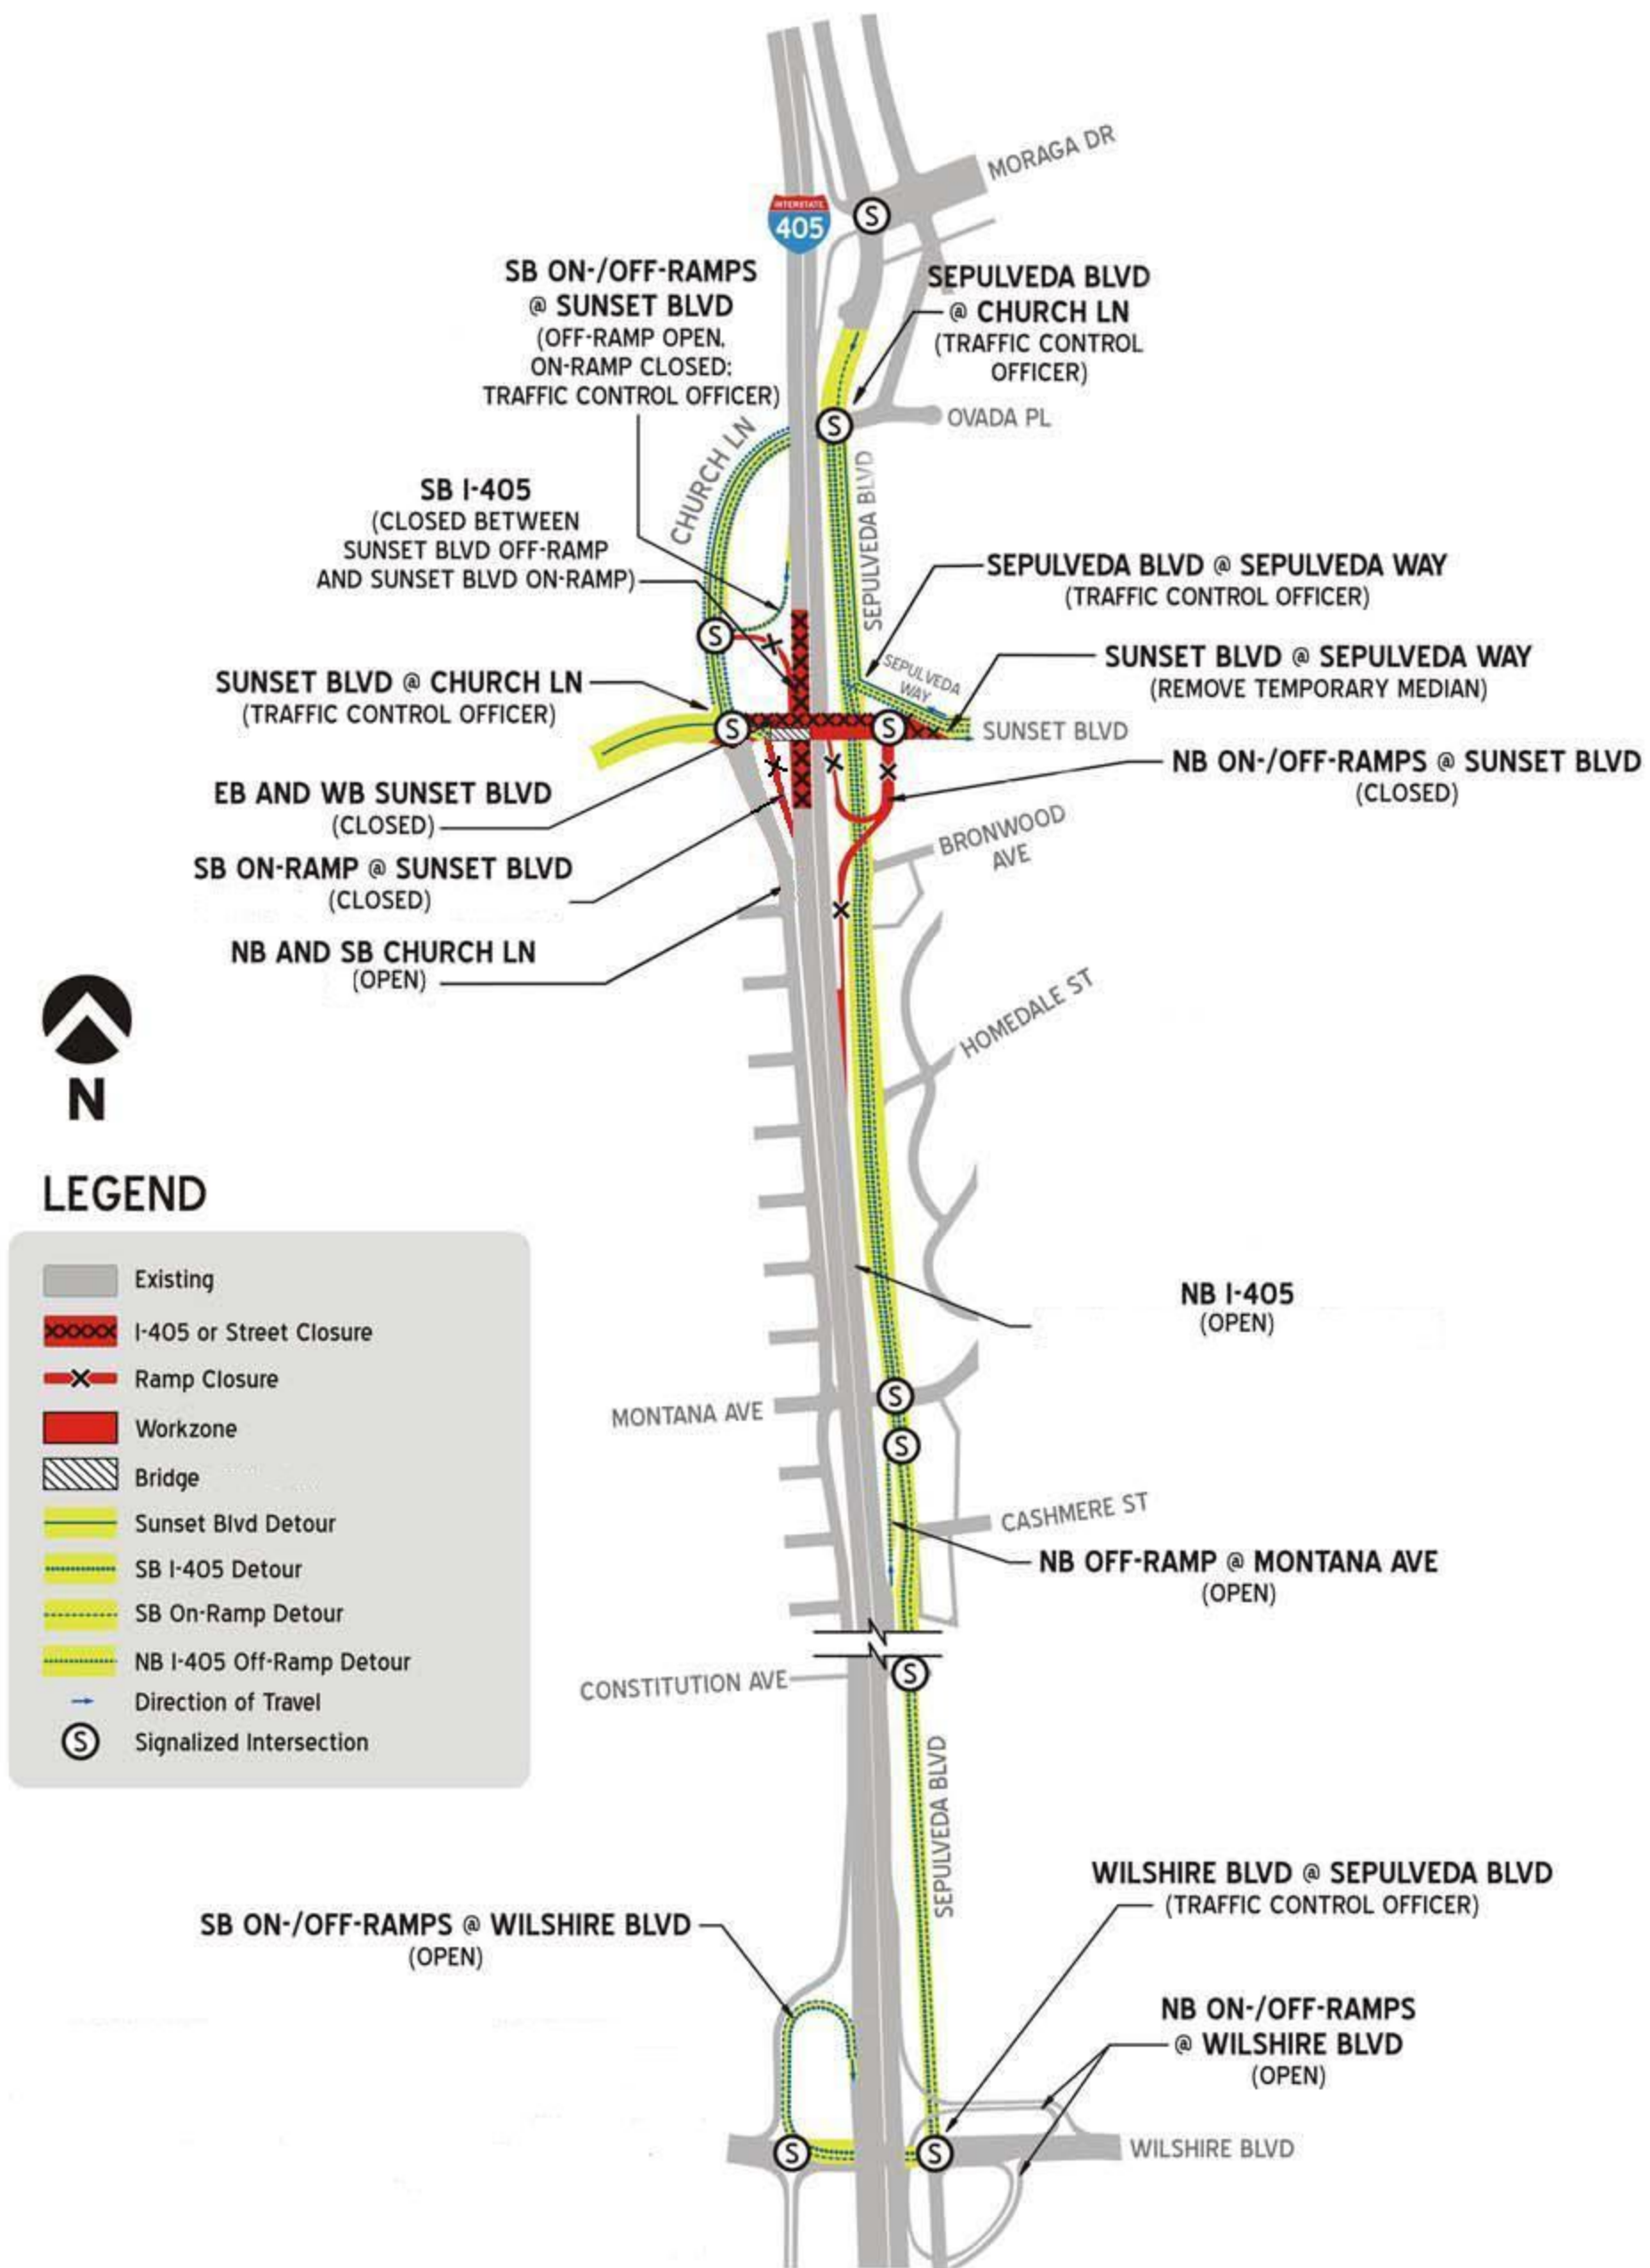 MORAGA DR
INTERSTATE
405
S
SB ON-/OFF-RAMPS
@ SUNSET BLVD
(OFF-RAMP OPEN,
ON-RAMP CLOSED;
TRAFFIC CONTROL OFFICER)
SEPULVEDA BLVD
@ CHURCH LN
(TRAFFIC CONTROL
OFFICER)
S
OVADA PL
CHURCH LN
SEPULVEDA BLVD
SB I-405
(CLOSED BETWEEN
SUNSET BLVD OFF-RAMP
AND SUNSET BLVD ON-RAMP)
SEPULVEDA BLVD @ SEPULVEDA WAY
(TRAFFIC CONTROL OFFICER)
S
SEPULVEDA
WAY
SUNSET BLVD @ SEPULVEDA WAY
(REMOVE TEMPORARY MEDIAN)
SUNSET BLVD @ CHURCH LN
(TRAFFIC CONTROL OFFICER)
S
S
SUNSET BLVD
NB ON-/OFF-RAMPS @ SUNSET BLVD
(CLOSED)
EB AND WB SUNSET BLVD
(CLOSED)
BRONWOOD
AVE
SB ON-RAMP @ SUNSET BLVD
(CLOSED)
NB AND SB CHURCH LN
(OPEN)
HOMEDALE ST
N
LEGEND
Existing
I-405 or Street Closure
Ramp Closure
Workzone
Bridge
Sunset Blvd Detour
SB I-405 Detour
SB On-Ramp Detour
NB I-405 Off-Ramp Detour
Direction of Travel
S
Signalized Intersection
NB I-405
(OPEN)
S
MONTANA AVE
S
CASHMERE ST
NB OFF-RAMP @ MONTANA AVE
(OPEN)
S
CONSTITUTION AVE
SEPULVEDA BLVD
WILSHIRE BLVD @ SEPULVEDA BLVD
(TRAFFIC CONTROL OFFICER)
SB ON-/OFF-RAMPS @ WILSHIRE BLVD
(OPEN)
NB ON-/OFF-RAMPS
@ WILSHIRE BLVD
(OPEN)
S
S
WILSHIRE BLVD